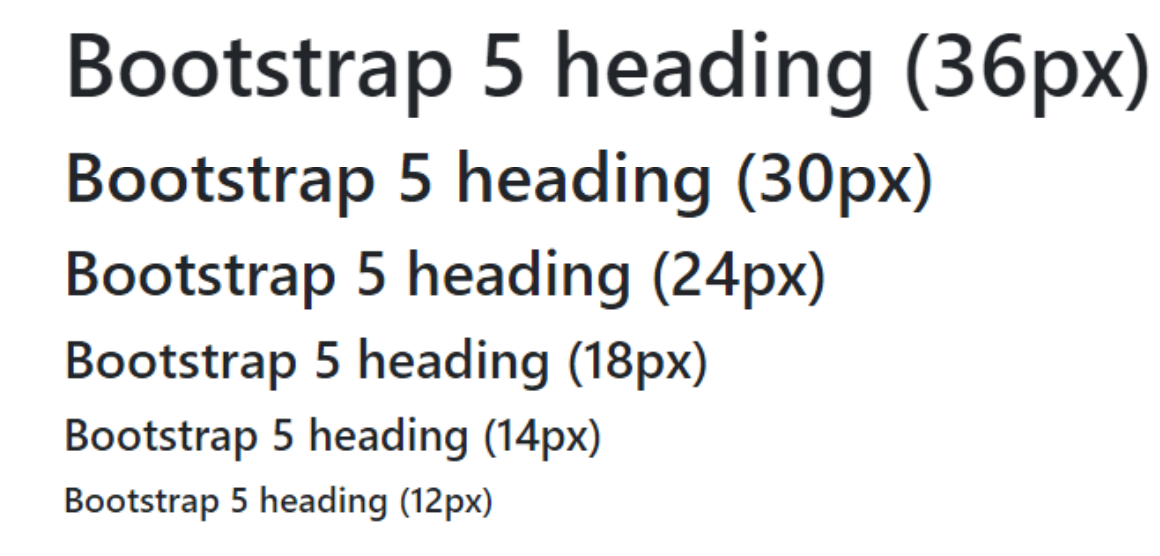 Bootstrap 5 heading (36px)
Bootstrap 5 heading (30px)
Bootstrap 5 heading (24px)
Bootstrap 5 heading (18px)
Bootstrap 5 heading (14px)
Bootstrap 5 heading (12px)